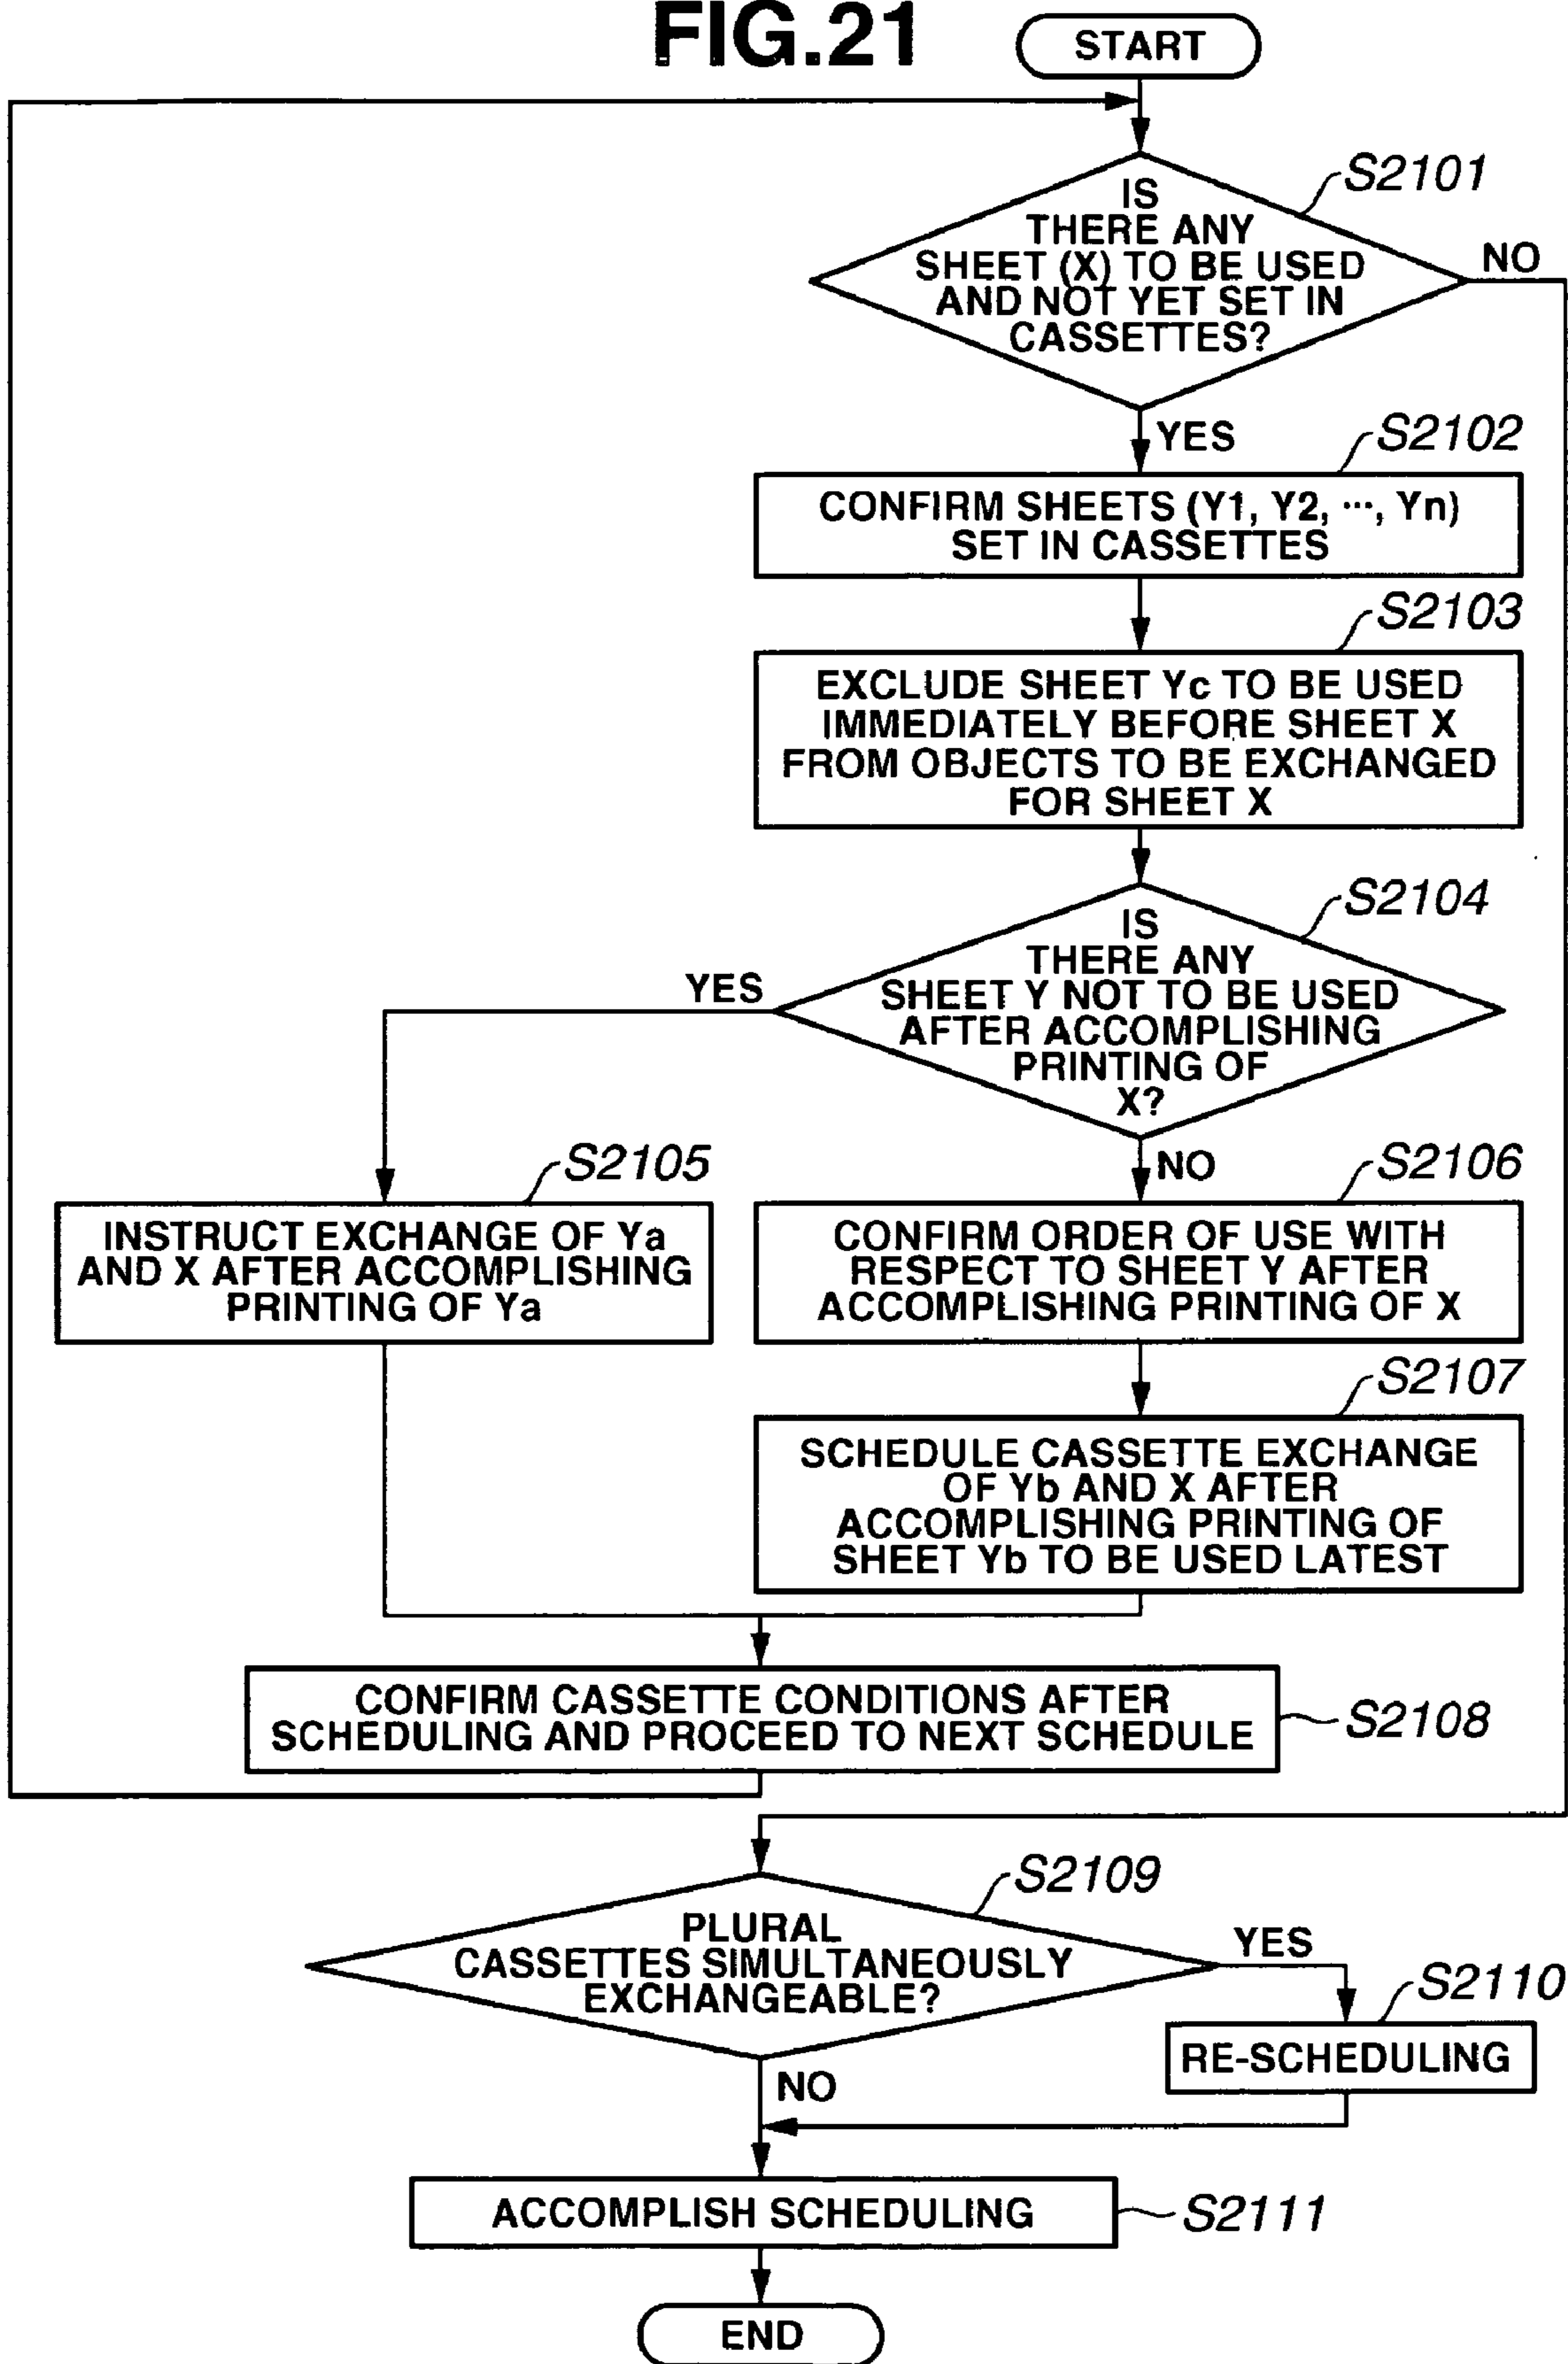 FIG.21
START
S2101
IS
THERE ANY
SHEET (X) TO BE USED
AND NOT YET SET IN
CASSETTES?
NO
YES
S2102
CONFIRM SHEETS (Y1, Y2, ···, Yn)
SET IN CASSETTES
S2103
EXCLUDE SHEET Yc TO BE USED
IMMEDIATELY BEFORE SHEET X
FROM OBJECTS TO BE EXCHANGED
FOR SHEET X
S2104
IS
THERE ANY
SHEET Y NOT TO BE USED
AFTER ACCOMPLISHING
PRINTING OF
X?
YES
NO
S2105
INSTRUCT EXCHANGE OF Ya
AND X AFTER ACCOMPLISHING
PRINTING OF Ya
S2106
CONFIRM ORDER OF USE WITH
RESPECT TO SHEET Y AFTER
ACCOMPLISHING PRINTING OF X
S2107
SCHEDULE CASSETTE EXCHANGE
OF Yb AND X AFTER
ACCOMPLISHING PRINTING OF
SHEET Yb TO BE USED LATEST
CONFIRM CASSETTE CONDITIONS AFTER
SCHEDULING AND PROCEED TO NEXT SCHEDULE
S2108
S2109
PLURAL
CASSETTES SIMULTANEOUSLY
EXCHANGEABLE?
YES
S2110
RE-SCHEDULING
NO
ACCOMPLISH SCHEDULING
S2111
END